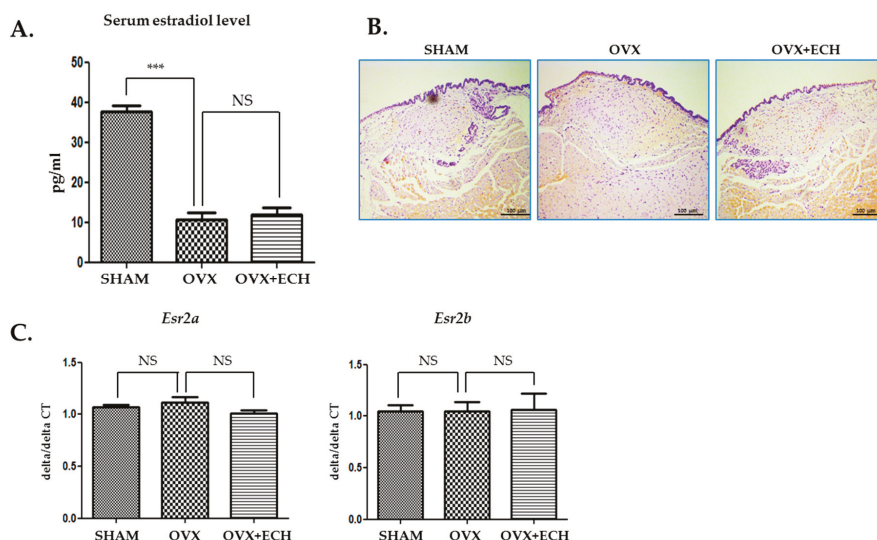 A.
Serum estradiol level
***
NS
50
40
30
20
10
0
pg/ml
SHAM OVX OVX+ECH
B.
SHAM OVX OVX+ECH
100 µm 100 µm 100 µm
C.
Esr2a
NS NS
1.5
1.0
0.5
0.0
delta/delta CT
SHAM OVX OVX+ECH
Esr2b
NS NS
1.5
1.0
0.5
0.0
delta/delta CT
SHAM OVX OVX+ECH